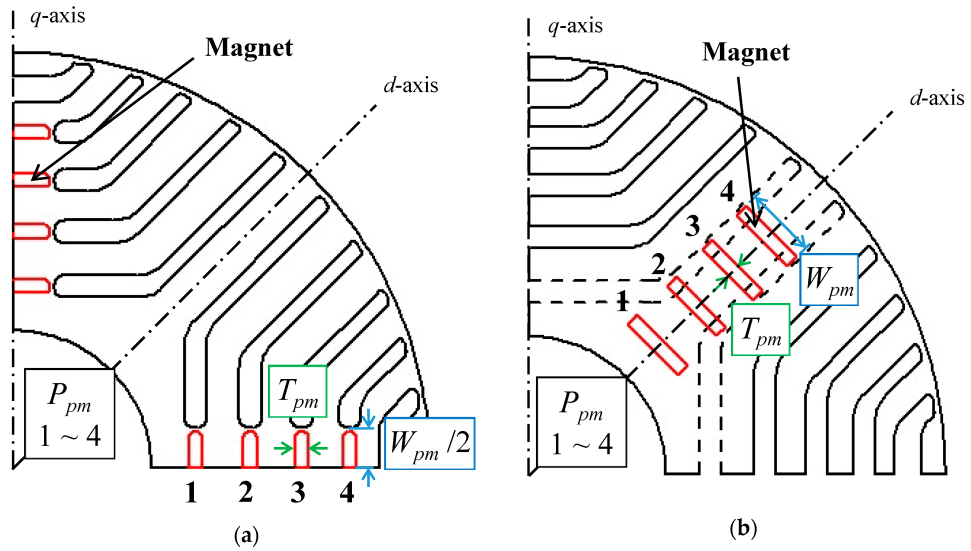 q-axis
Magnet
d-axis
P_pm
1 ~ 4
T_pm
W_pm /2
1 2 3 4
(a)
q-axis
Magnet
d-axis
4
3
2
1
W_pm
T_pm
P_pm
1 ~ 4
(b)